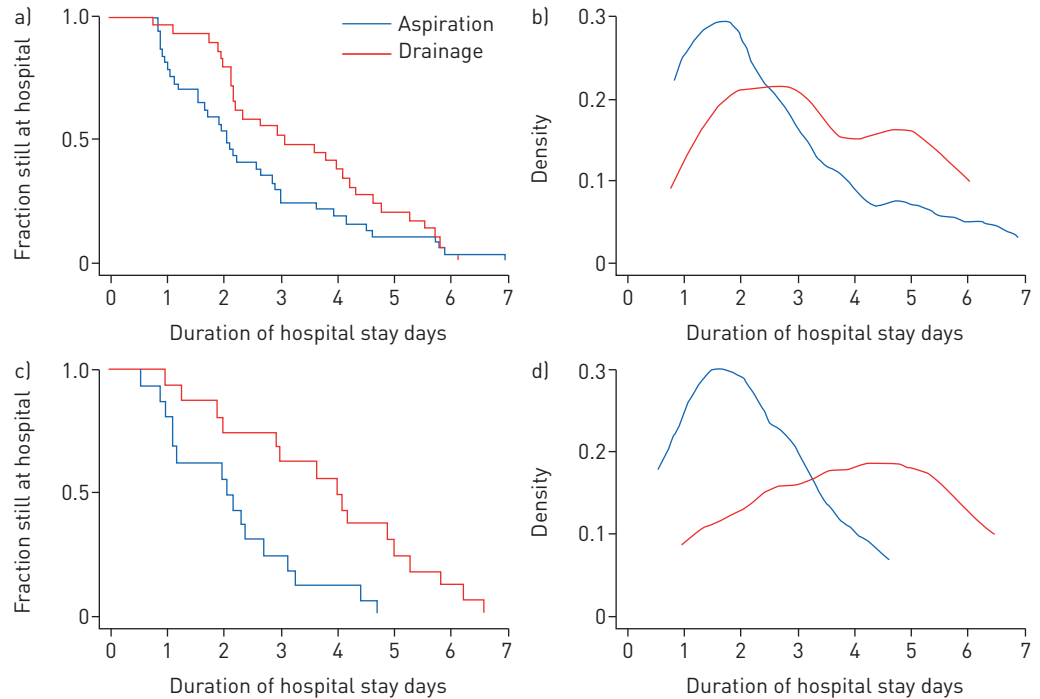 a)
1.0
0.5
0
Fraction still at hospital
Aspiration
Drainage
0 1 2 3 4 5 6 7
Duration of hospital stay days
b)
0.3
0.2
0.1
0
Density
0 1 2 3 4 5 6 7
Duration of hospital stay days
c)
1.0
0.5
0
Fraction still at hospital
0 1 2 3 4 5 6 7
Duration of hospital stay days
d)
0.3
0.2
0.1
0
Density
0 1 2 3 4 5 6 7
Duration of hospital stay days